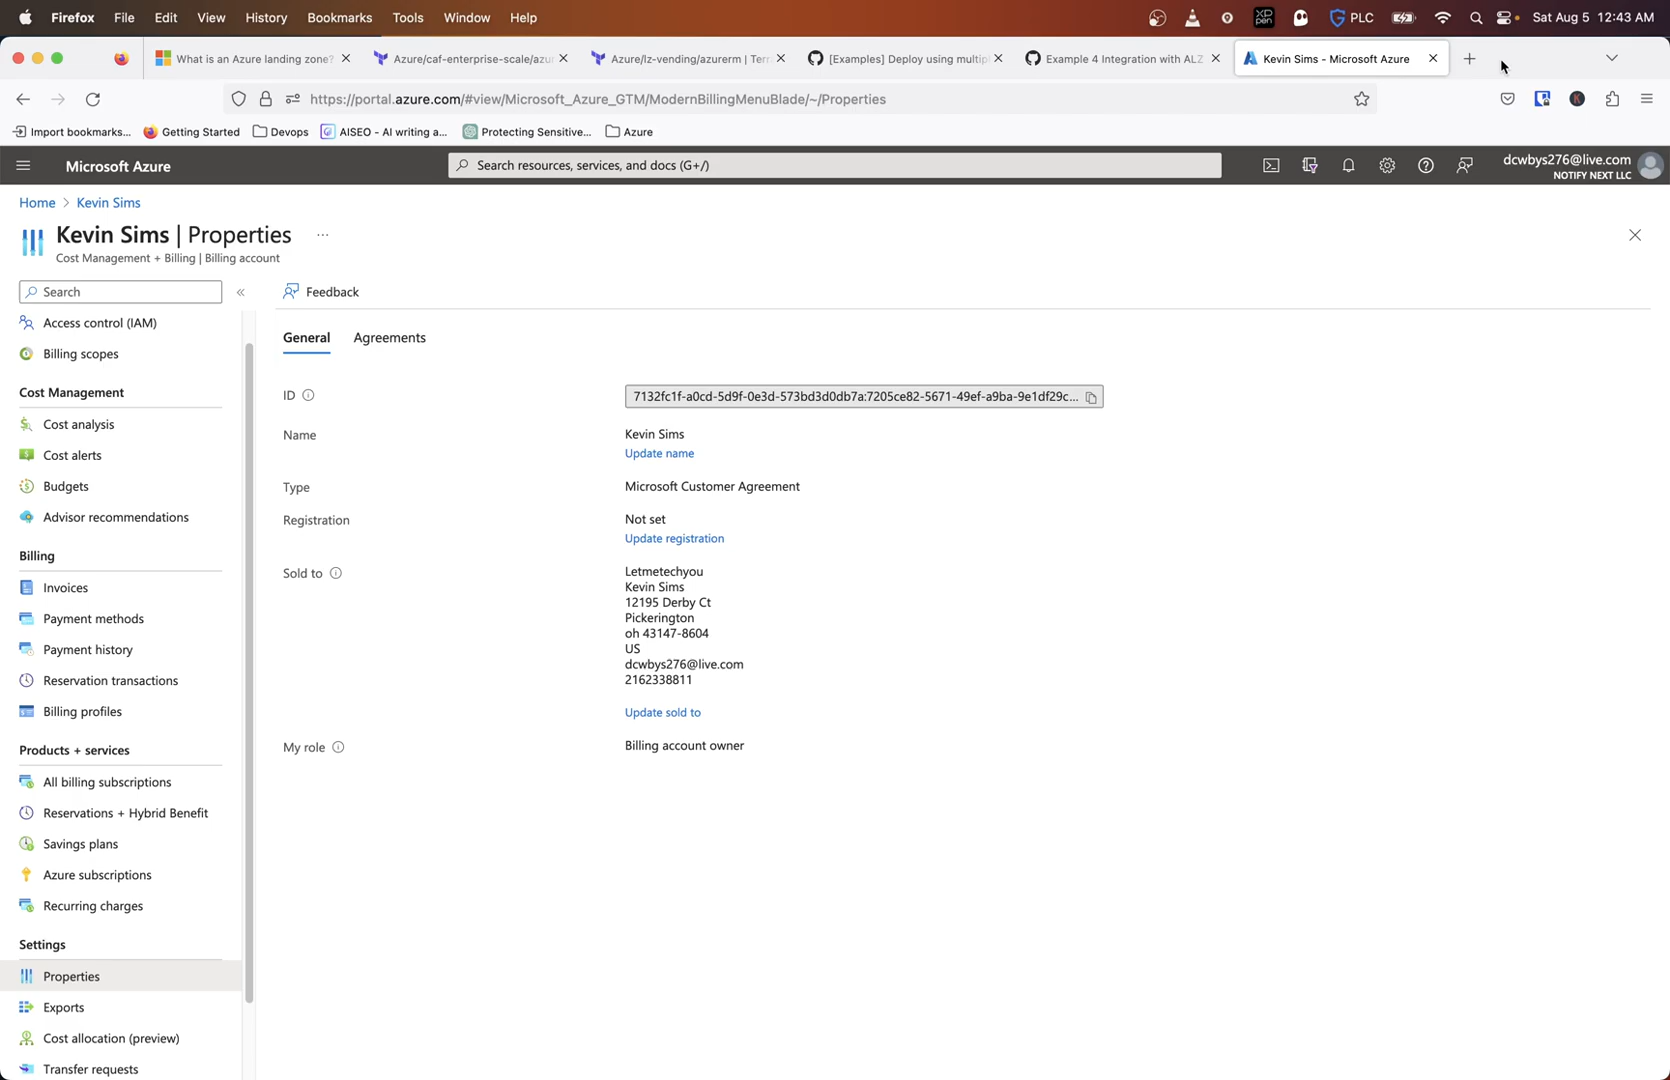 Firefox File Edit View History Bookmarks Tools Window Help
XP PEN
PLC
Sat Aug 5 12:43 AM
What is an Azure landing zone?
Azure/caf-enterprise-scale/azur
Azure/lz-vending/azurerm | Terr
[Examples] Deploy using multipl
Example 4 Integration with ALZ
Kevin Sims - Microsoft Azure
https://portal.azure.com/#view/Microsoft_Azure_GTM/ModernBillingMenuBlade/~/Properties
Import bookmarks... Getting Started Devops AISEO - AI writing a... Protecting Sensitive... Azure
Microsoft Azure
Search resources, services, and docs (G+/)
dcwbys276@live.com
NOTIFY NEXT LLC
Home > Kevin Sims
Kevin Sims | Properties ...
Cost Management + Billing | Billing account
Search «
Feedback
Access control (IAM)
Billing scopes
Cost Management
Cost analysis
Cost alerts
Budgets
Advisor recommendations
Billing
Invoices
Payment methods
Payment history
Reservation transactions
Billing profiles
Products + services
All billing subscriptions
Reservations + Hybrid Benefit
Savings plans
Azure subscriptions
Recurring charges
Settings
Properties
Exports
Cost allocation (preview)
Transfer requests
General Agreements
ID
7132fc1f-a0cd-5d9f-0e3d-573bd3d0db7a:7205ce82-5671-49ef-a9ba-9e1df29c...
Name
Kevin Sims
Update name
Type
Microsoft Customer Agreement
Registration
Not set
Update registration
Sold to
Letmetechyou
Kevin Sims
12195 Derby Ct
Pickerington
oh 43147-8604
US
dcwbys276@live.com
2162338811
Update sold to
My role
Billing account owner